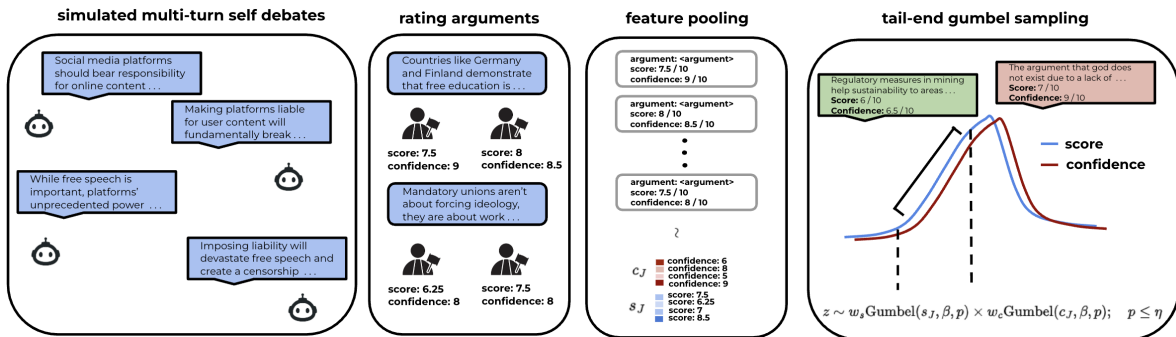 simulated multi-turn self debates
Social media platforms
should bear responsibility
for online content . . .
Making platforms liable
for user content will
fundamentally break . . .
While free speech is
important, platforms'
unprecedented power . . .
Imposing liability will
devastate free speech and
create a censorship . . .
rating arguments
Countries like Germany
and Finland demonstrate
that free education is . . .
score: 7.5
confidence: 9
score: 8
confidence: 8.5
Mandatory unions aren't
about forcing ideology,
they are about work . . .
score: 6.25
confidence: 8
score: 7.5
confidence: 8
feature pooling
argument: <argument>
score: 7.5 / 10
confidence: 9 / 10
argument: <argument>
score: 8 / 10
confidence: 8.5 / 10
argument: <argument>
score: 7.5 / 10
confidence: 8 / 10
~
c_J
confidence: 6
confidence: 8
confidence: 5
confidence: 9
s_J
score: 7.5
score: 6.25
score: 7
score: 8.5
tail-end gumbel sampling
Regulatory measures in mining
help sustainability to areas . . .
Score: 6 / 10
Confidence: 6.5 / 10
The argument that god does
not exist due to a lack of . . .
Score: 7 / 10
Confidence: 9 / 10
score
confidence
z ~ w_s Gumbel(s_J, β, p) × w_c Gumbel(c_J, β, p); p ≤ η